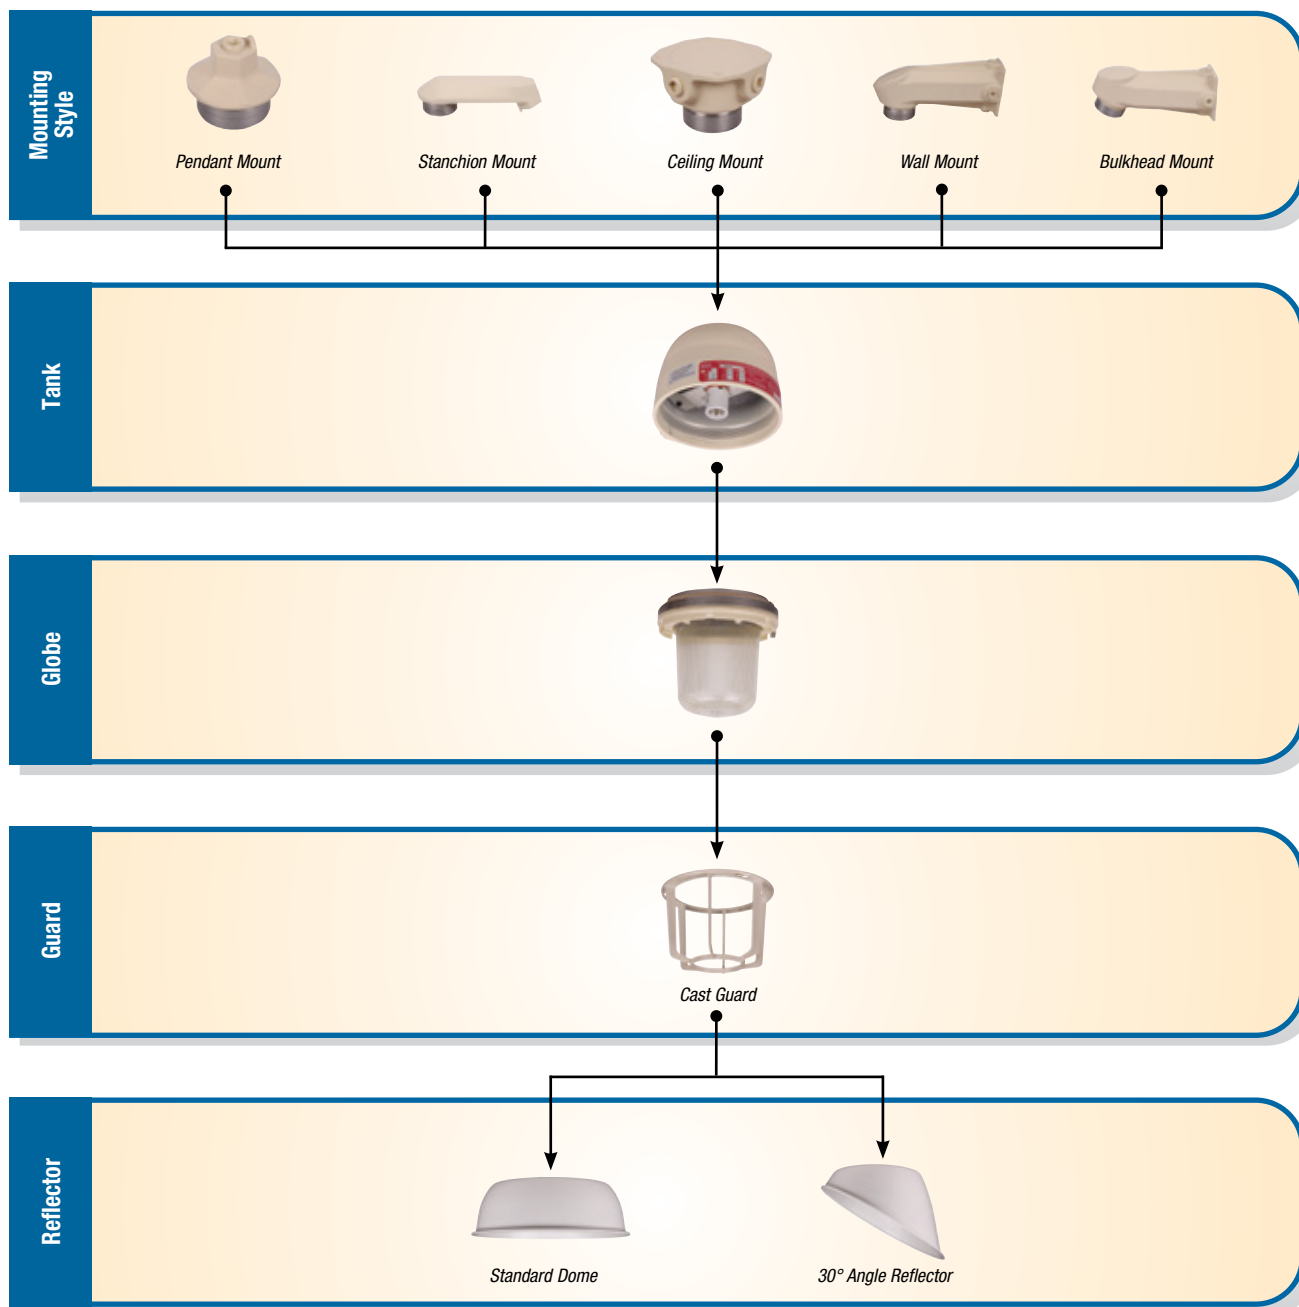 Mounting
Style
Pendant Mount
Stanchion Mount
Ceiling Mount
Wall Mount
Bulkhead Mount
Tank
Globe
Guard
Cast Guard
Reflector
Standard Dome
30° Angle Reflector